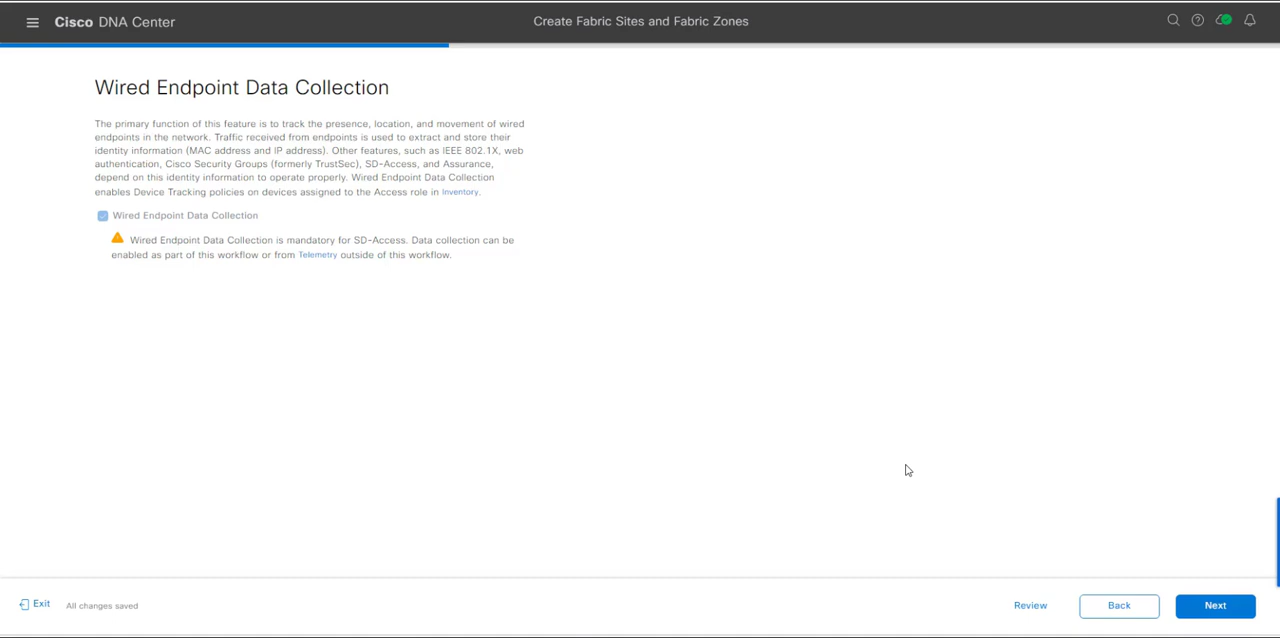 Cisco DNA Center
Create Fabric Sites and Fabric Zones
Wired Endpoint Data Collection
The primary function of this feature is to track the presence, location, and movement of wired
endpoints in the network. Traffic received from endpoints is used to extract and store their
identity information (MAC address and IP address). Other features, such as IEEE 802.1X, web
authentication, Cisco Security Groups (formerly TrustSec), SD-Access, and Assurance,
depend on this identity information to operate properly. Wired Endpoint Data Collection
enables Device Tracking policies on devices assigned to the Access role in Inventory.
Wired Endpoint Data Collection
Wired Endpoint Data Collection is mandatory for SD-Access. Data collection can be
enabled as part of this workflow or from Telemetry outside of this workflow.
Exit
All changes saved
Review
Back
Next